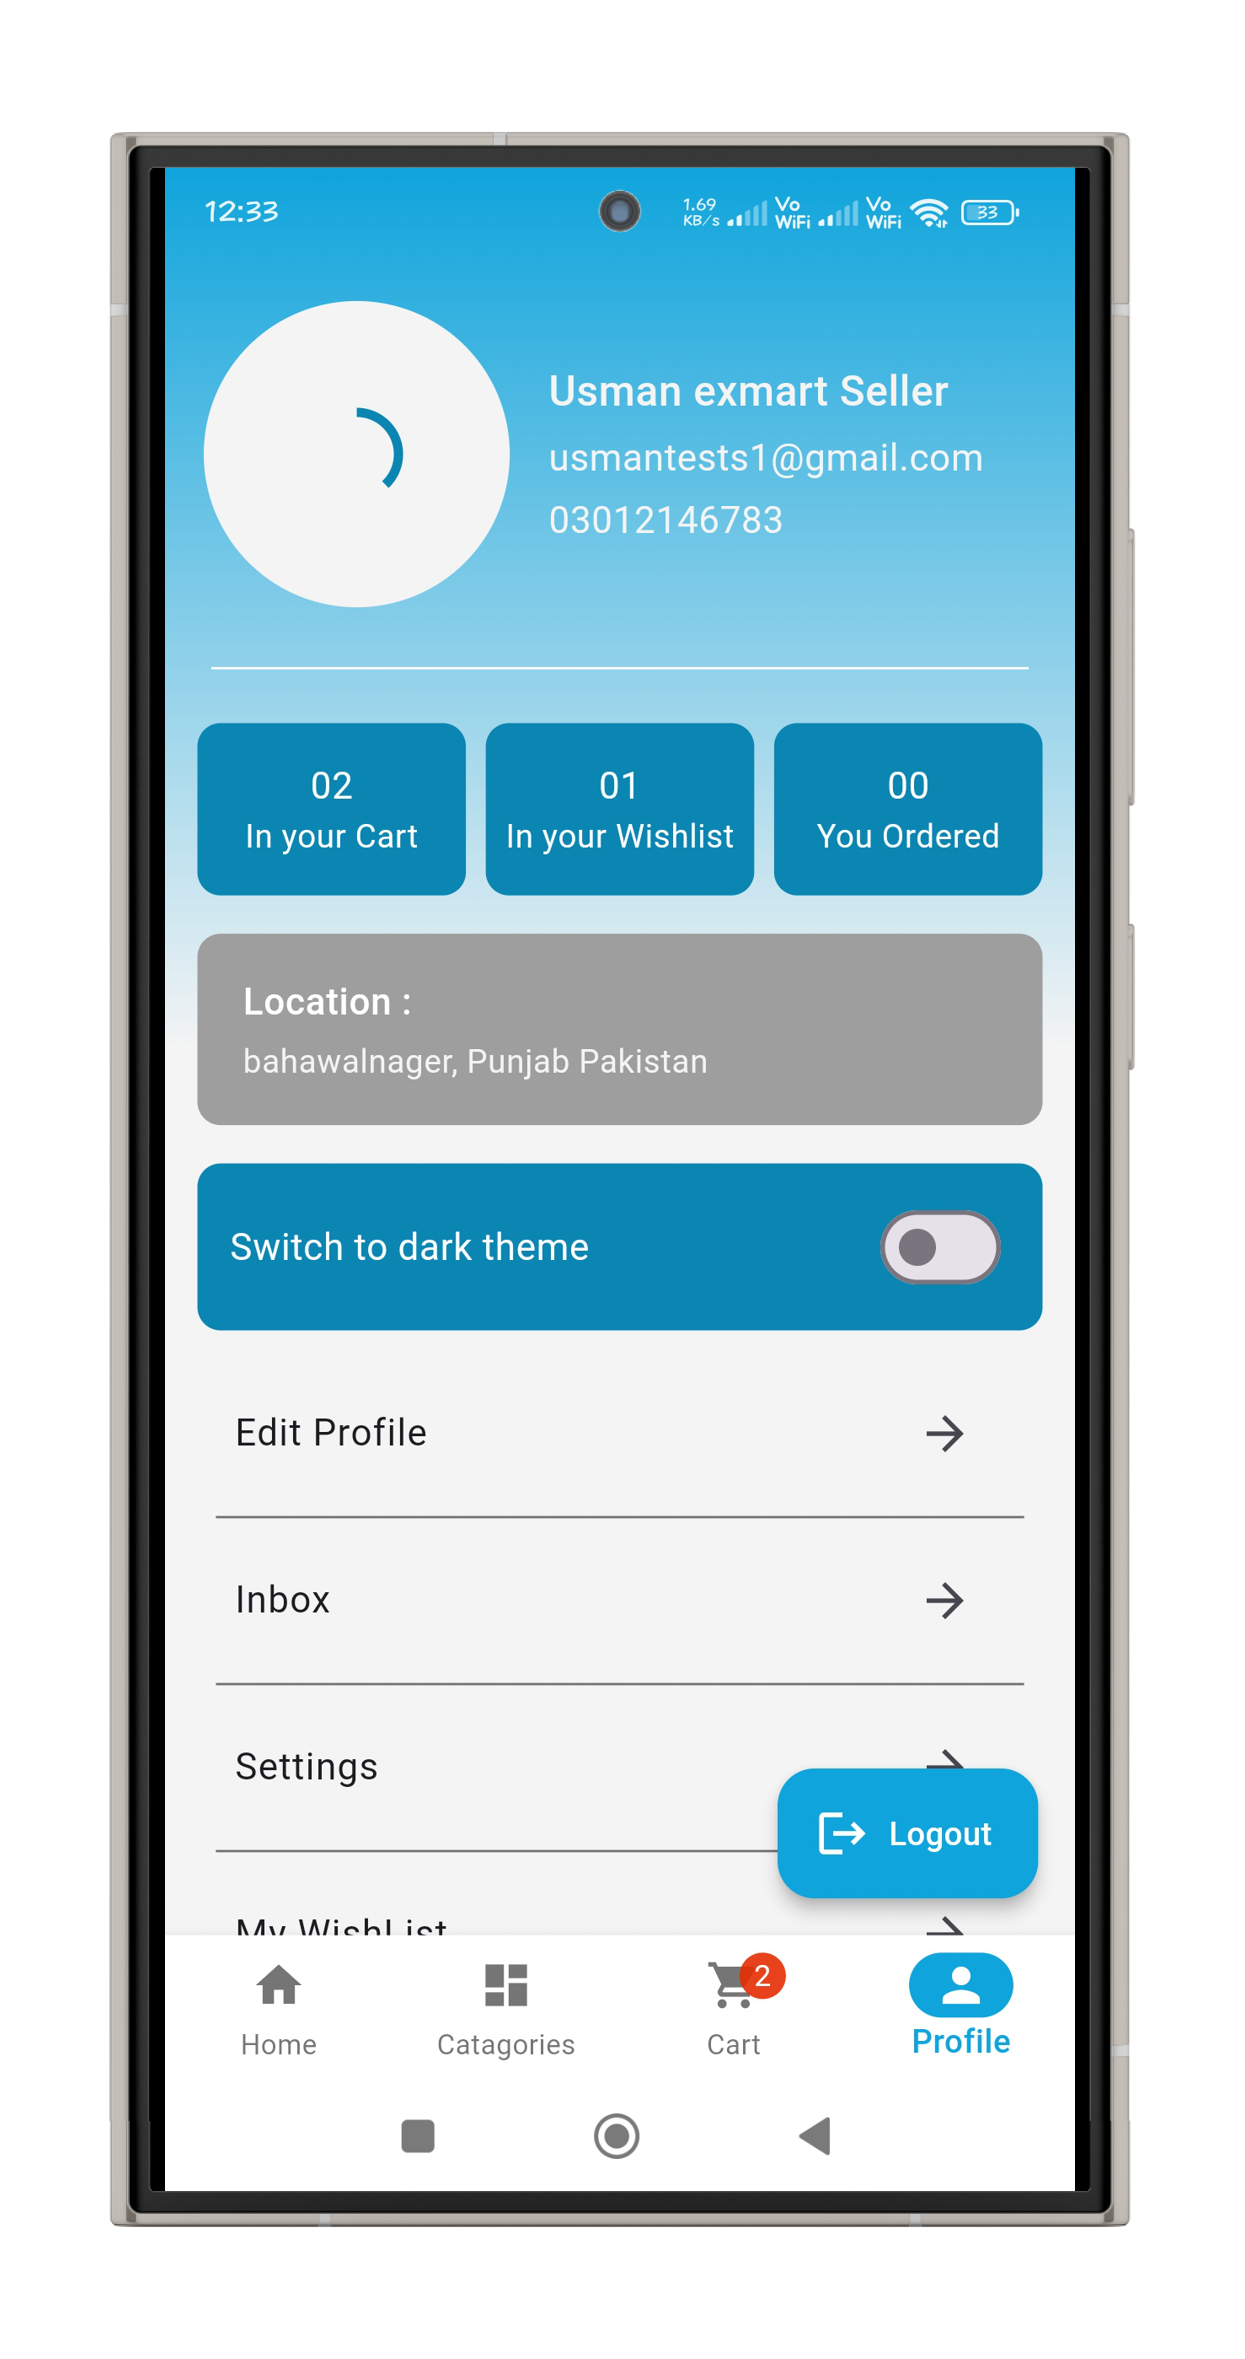 12:33
1.69
KB/s
Vo
WiFi
Vo
WiFi
33
Usman exmart Seller
usmantests1@gmail.com
03012146783
02
In your Cart
01
In your Wishlist
00
You Ordered
Location :
bahawalnager, Punjab Pakistan
Switch to dark theme
Edit Profile
Inbox
Settings
Logout
My WishList
2
Home
Catagories
Cart
Profile